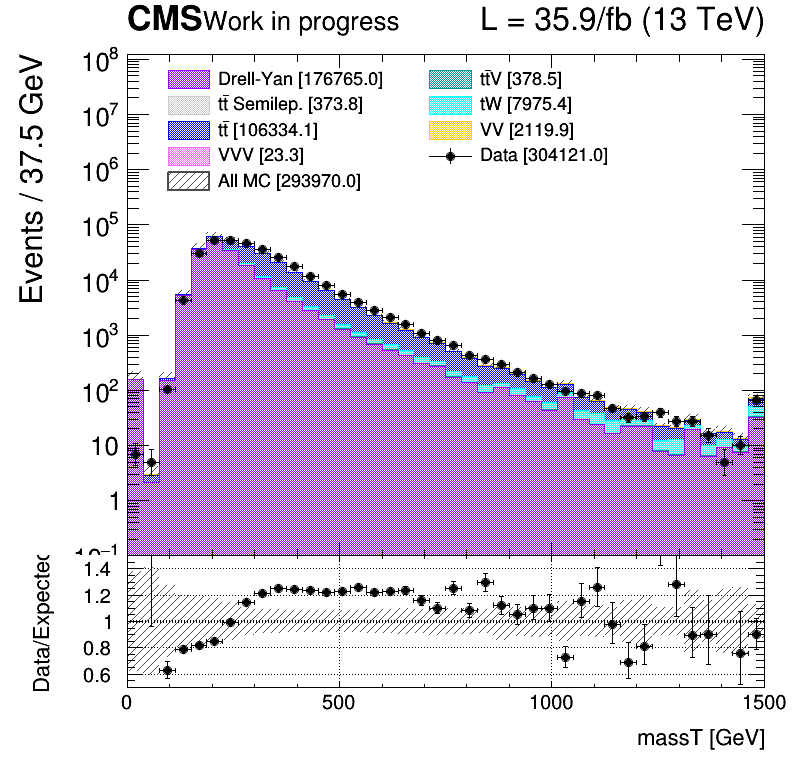 CMS Work in progress L = 35.9/fb (13 TeV)
Events / 37.5 GeV
10⁸
10⁷
10⁶
10⁵
10⁴
10³
10²
10
1
10⁻¹
Drell-Yan [176765.0]
tt̄ Semilep. [373.8]
tt̄ [106334.1]
VVV [23.3]
All MC [293970.0]
tt̄V [378.5]
tW [7975.4]
VV [2119.9]
Data [304121.0]
Data/Expected
1.4
1.2
1
0.8
0.6
0 500 1000 1500
massT [GeV]